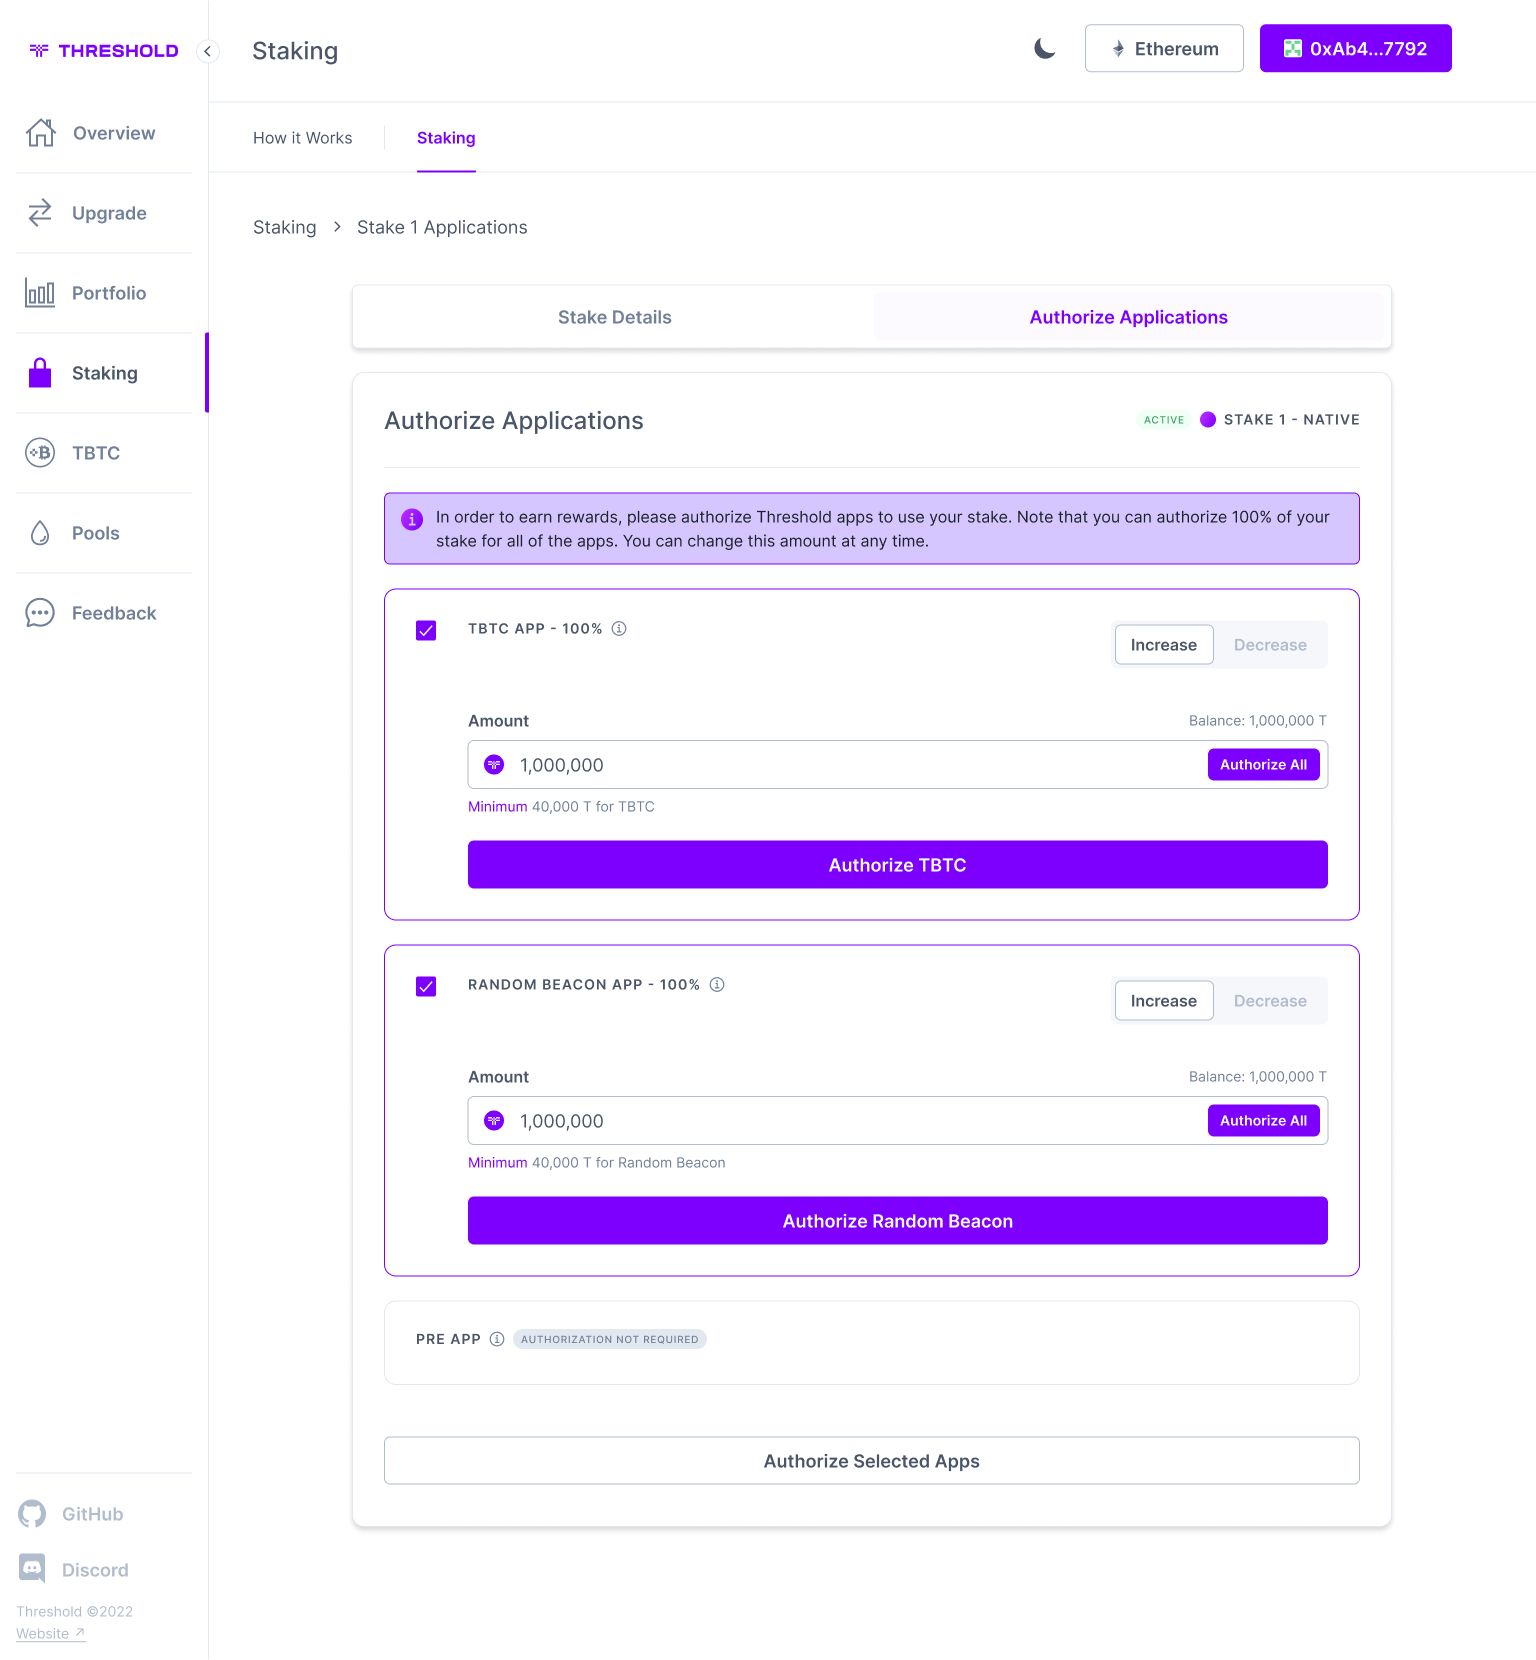 THRESHOLD
Staking
Ethereum
0xAb4...7792
Overview
Upgrade
Portfolio
Staking
TBTC
Pools
Feedback
How it Works
Staking
Staking > Stake 1 Applications
Stake Details
Authorize Applications
Authorize Applications
ACTIVE
STAKE 1 - NATIVE
In order to earn rewards, please authorize Threshold apps to use your stake. Note that you can authorize 100% of your
stake for all of the apps. You can change this amount at any time.
TBTC APP - 100%
Increase
Decrease
Amount
Balance: 1,000,000 T
1,000,000
Authorize All
Minimum 40,000 T for TBTC
Authorize TBTC
RANDOM BEACON APP - 100%
Increase
Decrease
Amount
Balance: 1,000,000 T
1,000,000
Authorize All
Minimum 40,000 T for Random Beacon
Authorize Random Beacon
PRE APP
AUTHORIZATION NOT REQUIRED
Authorize Selected Apps
GitHub
Discord
Threshold ©2022
Website ↗